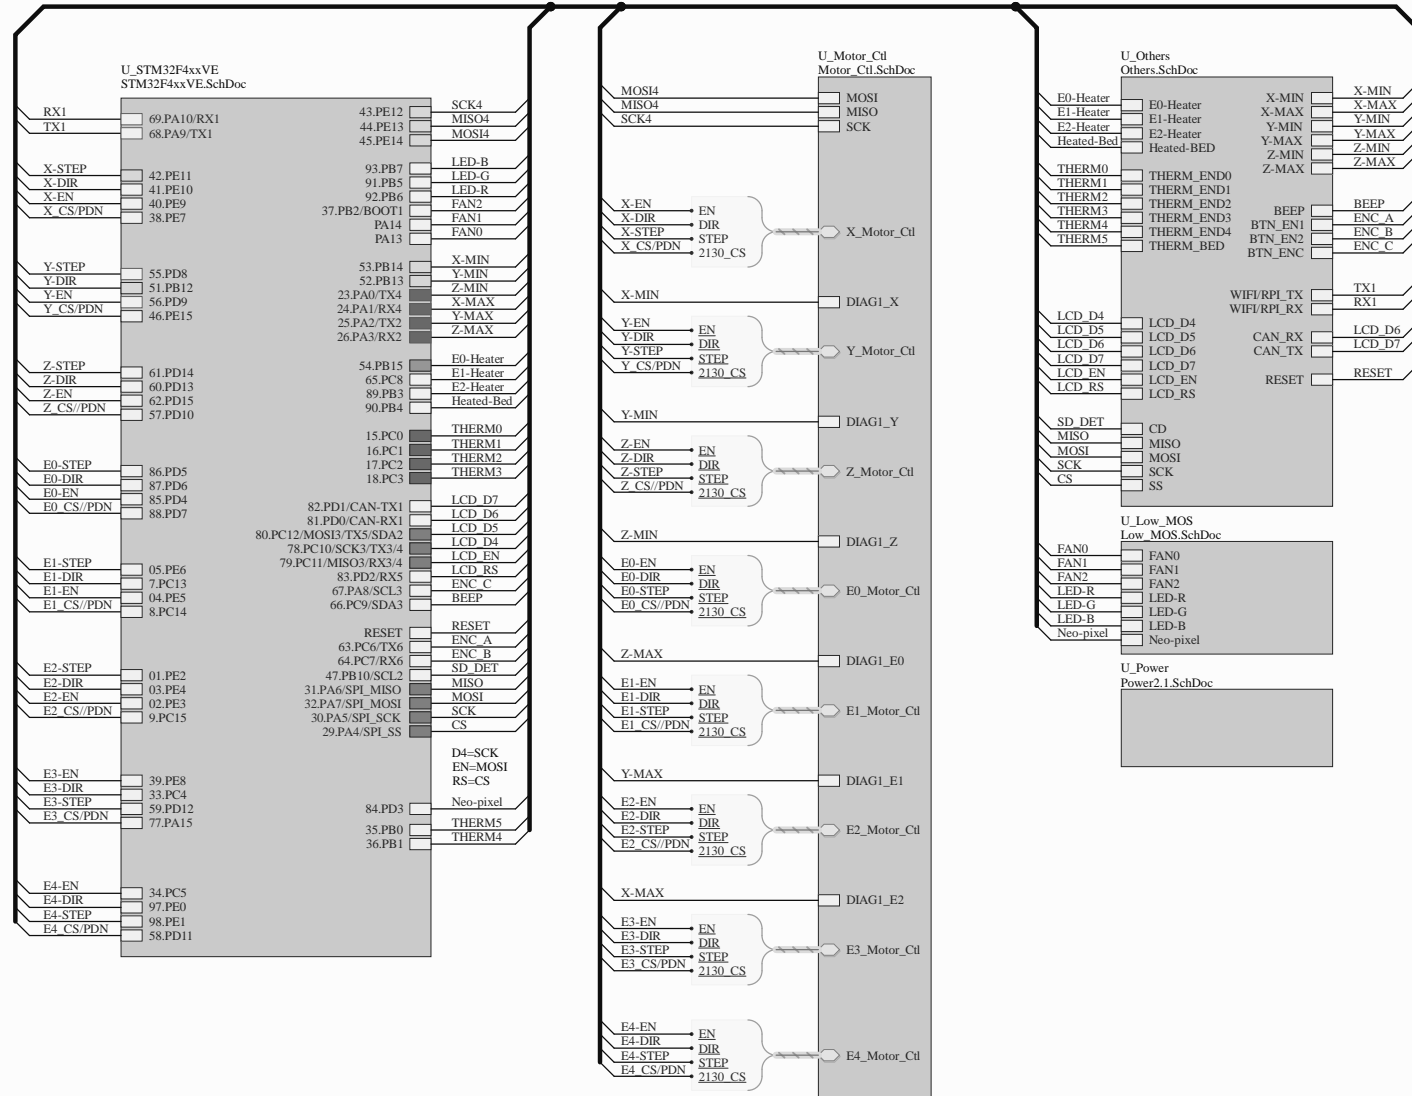 U_STM32F4xxVE
STM32F4xxVE.SchDoc
RX1
TX1
X-STEP
X-DIR
X-EN
X_CS/PDN
Y-STEP
Y-DIR
Y-EN
Y_CS/PDN
Z-STEP
Z-DIR
Z-EN
Z_CS//PDN
E0-STEP
E0-DIR
E0-EN
E0_CS//PDN
E1-STEP
E1-DIR
E1-EN
E1_CS//PDN
E2-STEP
E2-DIR
E2-EN
E2_CS//PDN
E3-EN
E3-DIR
E3-STEP
E3_CS/PDN
E4-EN
E4-DIR
E4-STEP
E4_CS/PDN
69.PA10/RX1
68.PA9/TX1
42.PE11
41.PE10
40.PE9
38.PE7
55.PD8
51.PB12
56.PD9
46.PE15
61.PD14
60.PD13
62.PD15
57.PD10
86.PD5
87.PD6
85.PD4
88.PD7
05.PE6
7.PC13
04.PE5
8.PC14
01.PE2
03.PE4
02.PE3
9.PC15
39.PE8
33.PC4
59.PD12
77.PA15
34.PC5
97.PE0
98.PE1
58.PD11
43.PE12
44.PE13
45.PE14
93.PB7
91.PB5
92.PB6
37.PB2/BOOT1
PA14
PA13
53.PB14
52.PB13
23.PA0/TX4
24.PA1/RX4
25.PA2/TX2
26.PA3/RX2
54.PB15
65.PC8
89.PB3
90.PB4
15.PC0
16.PC1
17.PC2
18.PC3
82.PD1/CAN-TX1
81.PD0/CAN-RX1
80.PC12/MOSI3/TX5/SDA2
78.PC10/SCK3/TX3/4
79.PC11/MISO3/RX3/4
83.PD2/RX5
67.PA8/SCL3
66.PC9/SDA3
RESET
63.PC6/TX6
64.PC7/RX6
47.PB10/SCL2
31.PA6/SPI_MISO
32.PA7/SPI_MOSI
30.PA5/SPI_SCK
29.PA4/SPI_SS
84.PD3
35.PB0
36.PB1
SCK4
MISO4
MOSI4
LED-B
LED-G
LED-R
FAN2
FAN1
FAN0
X-MIN
Y-MIN
Z-MIN
X-MAX
Y-MAX
Z-MAX
E0-Heater
E1-Heater
E2-Heater
Heated-Bed
THERM0
THERM1
THERM2
THERM3
LCD_D7
LCD_D6
LCD_D5
LCD_D4
LCD_EN
LCD_RS
ENC_C
BEEP
RESET
ENC_A
ENC_B
SD_DET
MISO
MOSI
SCK
CS
D4=SCK
EN=MOSI
RS=CS
Neo-pixel
THERM5
THERM4
U_Motor_Ctl
Motor_Ctl.SchDoc
MOSI4
MISO4
SCK4
MOSI
MISO
SCK
X-EN
X-DIR
X-STEP
X_CS/PDN
EN
DIR
STEP
2130_CS
X_Motor_Ctl
X-MIN
DIAG1_X
Y-EN
Y-DIR
Y-STEP
Y_CS/PDN
EN
DIR
STEP
2130_CS
Y_Motor_Ctl
Y-MIN
DIAG1_Y
Z-EN
Z-DIR
Z-STEP
Z_CS//PDN
EN
DIR
STEP
2130_CS
Z_Motor_Ctl
Z-MIN
DIAG1_Z
E0-EN
E0-DIR
E0-STEP
E0_CS//PDN
EN
DIR
STEP
2130_CS
E0_Motor_Ctl
Z-MAX
DIAG1_E0
E1-EN
E1-DIR
E1-STEP
E1_CS//PDN
EN
DIR
STEP
2130_CS
E1_Motor_Ctl
Y-MAX
DIAG1_E1
E2-EN
E2-DIR
E2-STEP
E2_CS//PDN
EN
DIR
STEP
2130_CS
E2_Motor_Ctl
X-MAX
DIAG1_E2
E3-EN
E3-DIR
E3-STEP
E3_CS/PDN
EN
DIR
STEP
2130_CS
E3_Motor_Ctl
E4-EN
E4-DIR
E4-STEP
E4_CS/PDN
EN
DIR
STEP
2130_CS
E4_Motor_Ctl
U_Others
Others.SchDoc
E0-Heater
E1-Heater
E2-Heater
Heated-Bed
THERM0
THERM1
THERM2
THERM3
THERM4
THERM5
LCD_D4
LCD_D5
LCD_D6
LCD_D7
LCD_EN
LCD_RS
SD_DET
MISO
MOSI
SCK
CS
E0-Heater
E1-Heater
E2-Heater
Heated-BED
THERM_END0
THERM_END1
THERM_END2
THERM_END3
THERM_END4
THERM_BED
LCD_D4
LCD_D5
LCD_D6
LCD_D7
LCD_EN
LCD_RS
CD
MISO
MOSI
SCK
SS
X-MIN
X-MAX
Y-MIN
Y-MAX
Z-MIN
Z-MAX
BEEP
BTN_EN1
BTN_EN2
BTN_ENC
WIFI/RPI_TX
WIFI/RPI_RX
CAN_RX
CAN_TX
RESET
X-MIN
X-MAX
Y-MIN
Y-MAX
Z-MIN
Z-MAX
BEEP
ENC_A
ENC_B
ENC_C
TX1
RX1
LCD_D6
LCD_D7
RESET
U_Low_MOS
Low_MOS.SchDoc
FAN0
FAN1
FAN2
LED-R
LED-G
LED-B
Neo-pixel
FAN0
FAN1
FAN2
LED-R
LED-G
LED-B
Neo-pixel
U_Power
Power2.1.SchDoc